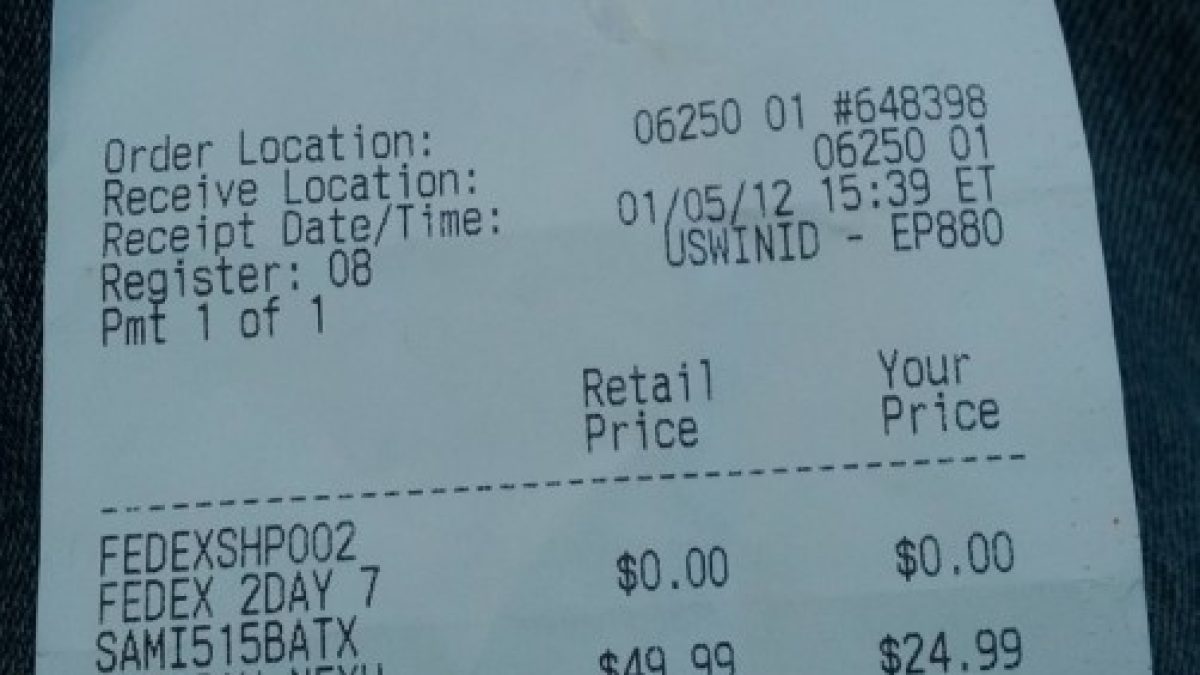 Order Location: 06250 01 #648398
Receive Location: 06250 01
Receipt Date/Time: 01/05/12 15:39 ET
Register: 08 USWINID - EP880
Pmt 1 of 1
Retail Your
Price Price
--------------------------------------------
FEDEXSHP002
FEDEX 2DAY 7 $0.00 $0.00
SAMI515BATX
$49.99 $24.99